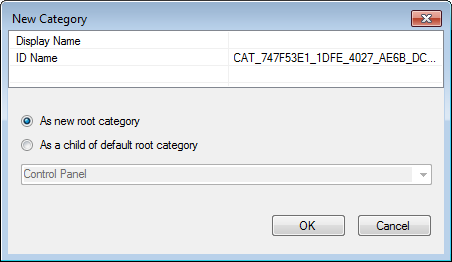 New Category
Display Name
ID Name CAT_747F53E1_1DFE_4027_AE6B_DC...
As new root category
As a child of default root category
Control Panel
OK Cancel